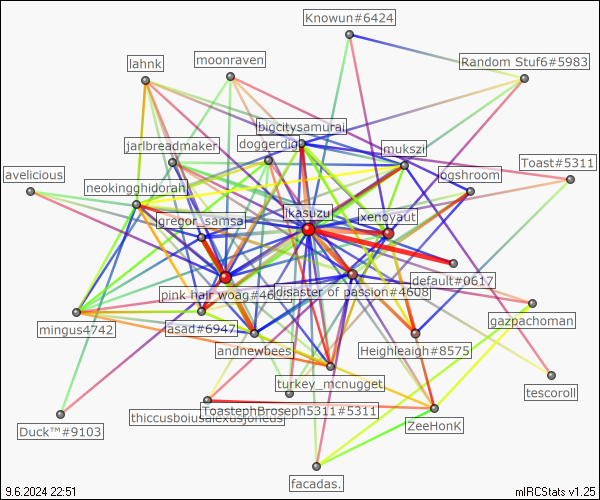 Knowun#6424
Random Stuf6#5983
lahnk
moonraven
bigcitysamurai
doggerdig
jarlbreadmaker
mukszi
Toast#5311
avelicious
neokingghidorah
ogshroom
ikasuzu
gregor_samsa
xenoyaut
default#0617
pink hair woag#46
disaster of passion#4608
gazpachoman
mingus4742
asad#6947
andnewbees
Heighleaigh#8575
turkey_mcnugget
tescoroll
ToastephBroseph5311#5311
ZeeHonK
Duck™#9103
facadas.
9.6.2024 22:51
mIRCStats v1.25